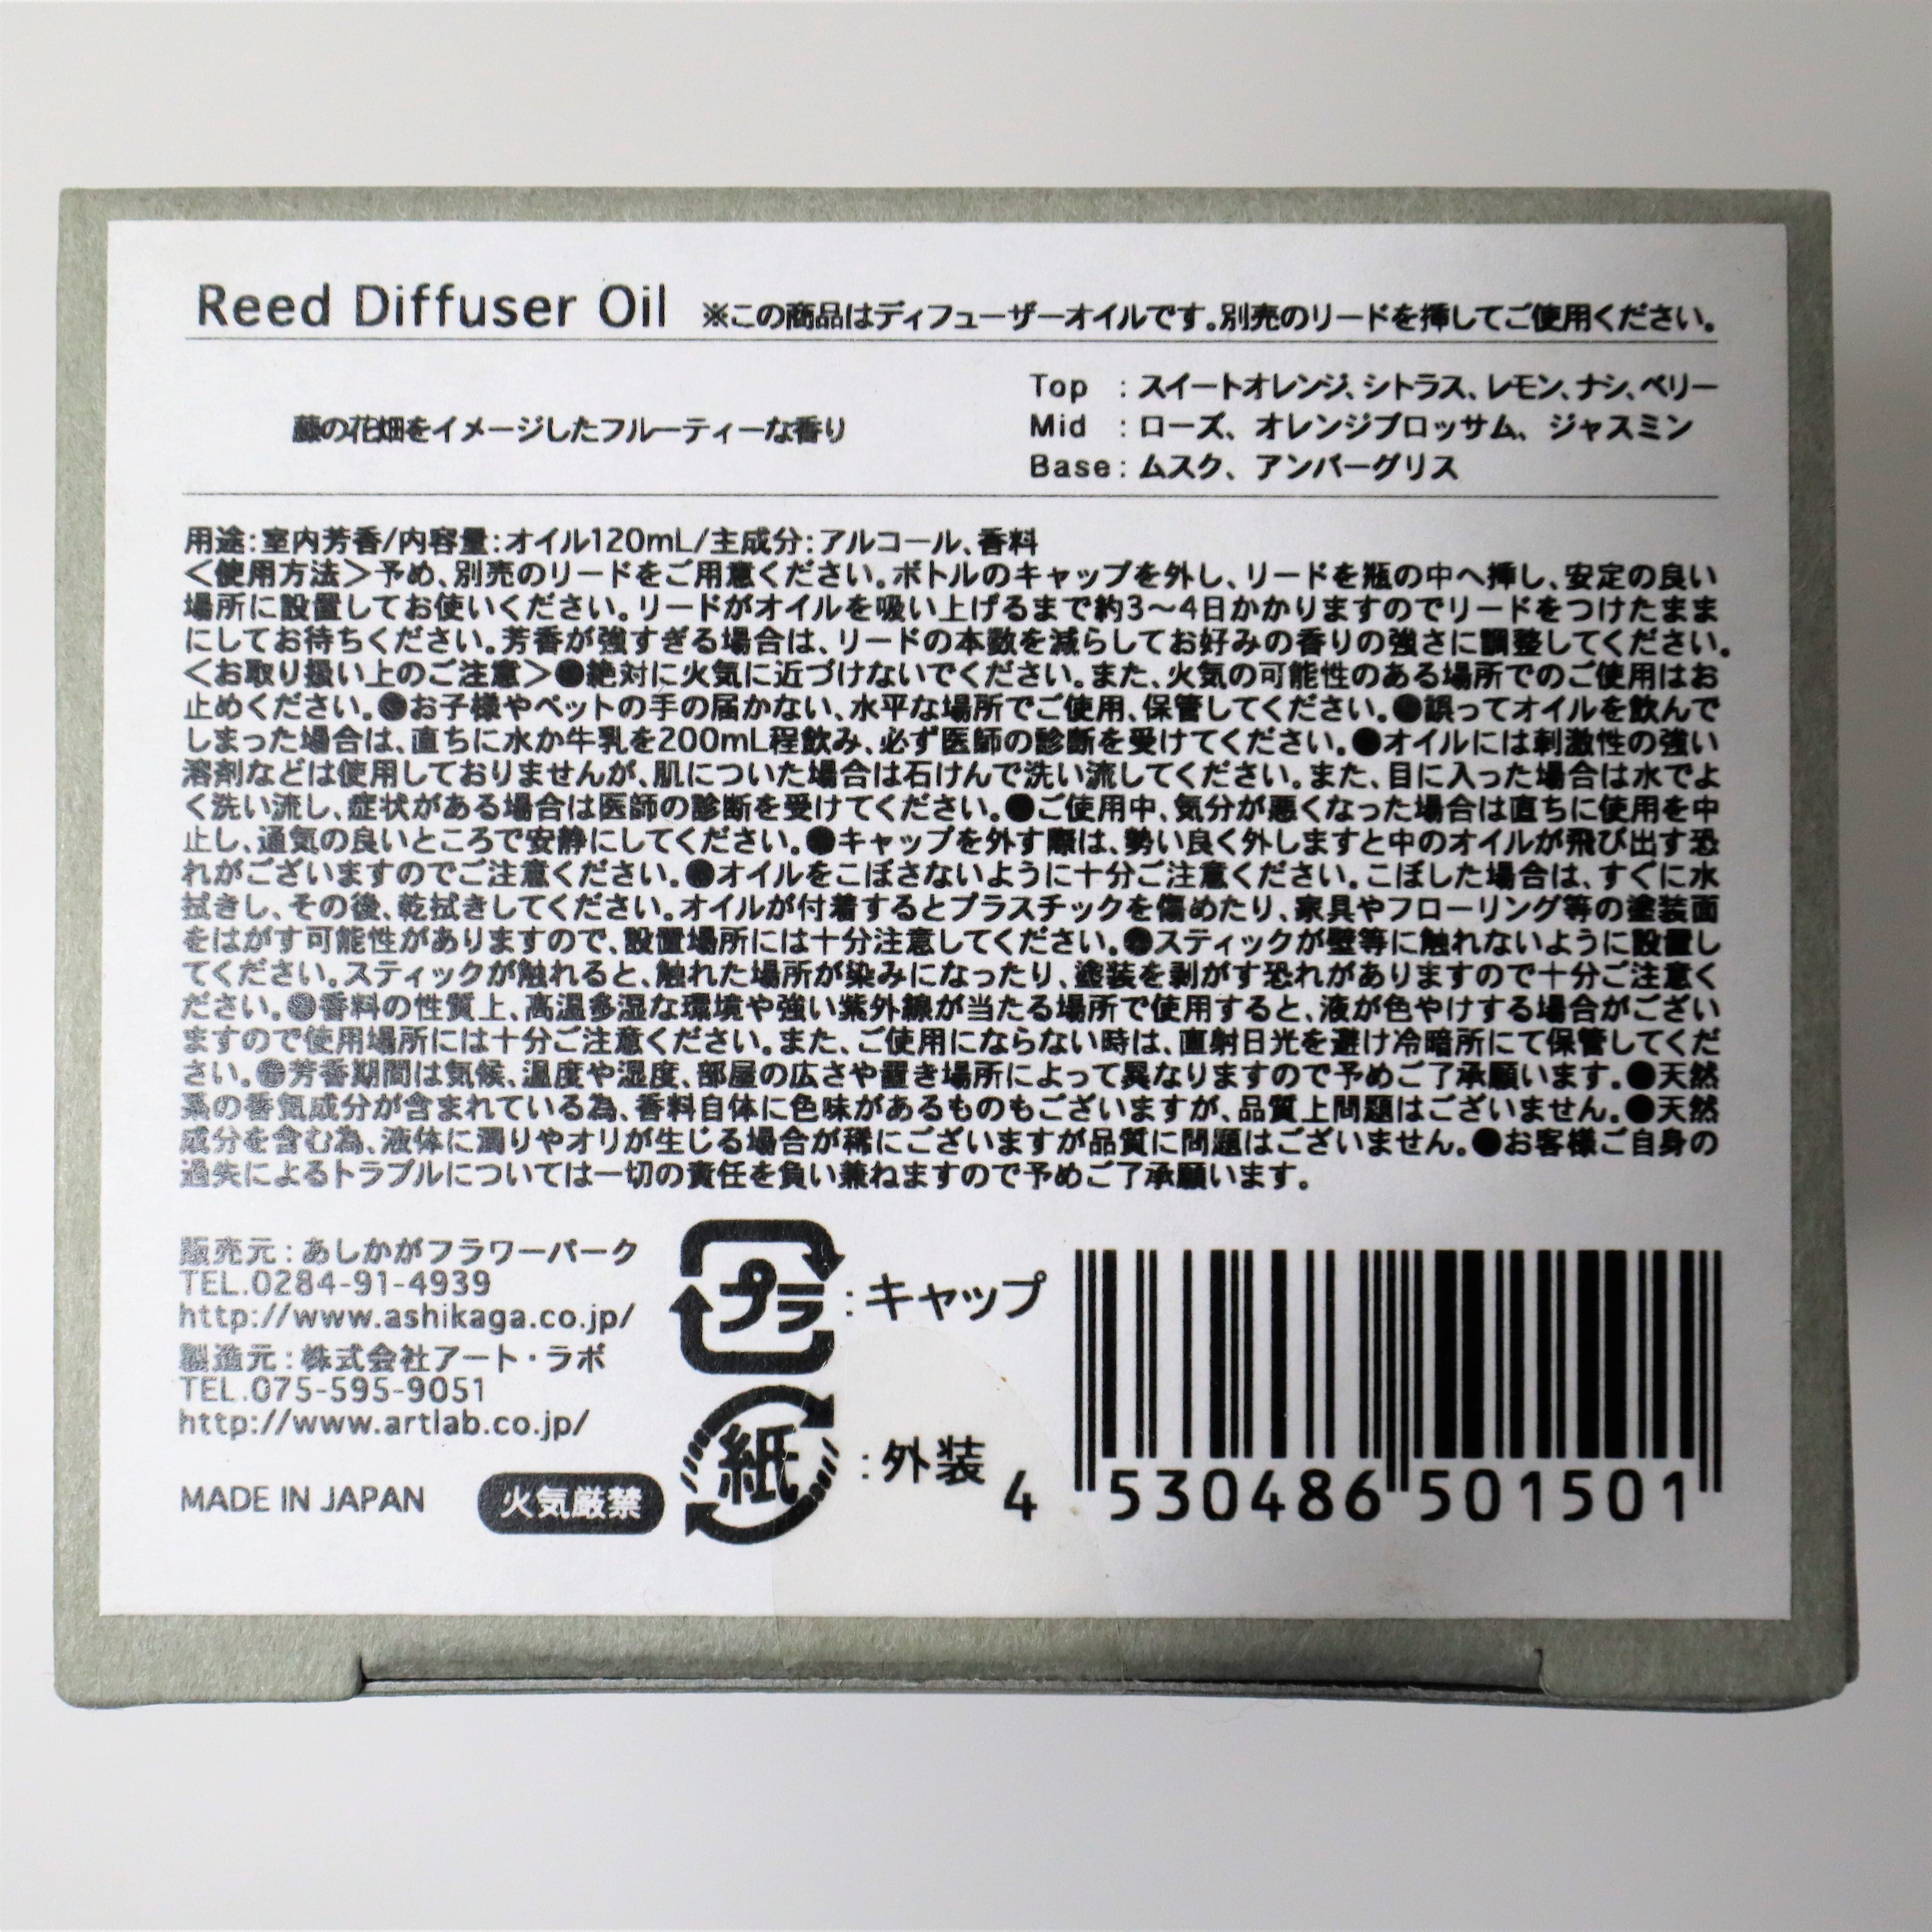 Reed Diffuser Oil ※この商品はディフューザーオイルです。別売のリードを挿してご使用ください。
藤の花畑をイメージしたフルーティーな香り
Top : スイートオレンジ、シトラス、レモン、ナシ、ベリー
Mid : ローズ、オレンジブロッサム、ジャスミン
Base : ムスク、アンバーグリス
用途:室内芳香/内容量:オイル120mL/主成分:アルコール、香料
<使用方法>予め、別売のリードをご用意ください。ボトルのキャップを外し、リードを瓶の中へ挿し、安定の良い
場所に設置してお使いください。リードがオイルを吸い上げるまで約3〜4日かかりますのでリードをつけたまま
にしてお待ちください。芳香が強すぎる場合は、リードの本数を減らしてお好みの香りの強さに調整してください。
<お取り扱い上のご注意>●絶対に火気に近づけないでください。また、火気の可能性のある場所でのご使用はお
止めください。●お子様やペットの手の届かない、水平な場所でご使用、保管してください。●誤ってオイルを飲んで
しまった場合は、直ちに水か牛乳を200mL程飲み、必ず医師の診断を受けてください。●オイルには刺激性の強い
溶剤などは使用しておりませんが、肌についた場合は石けんで洗い流してください。また、目に入った場合は水でよ
く洗い流し、症状がある場合は医師の診断を受けてください。●ご使用中、気分が悪くなった場合は直ちに使用を中
止し、通気の良いところで安静にしてください。●キャップを外す際は、勢い良く外しますと中のオイルが飛び出す恐
れがございますのでご注意ください。●オイルをこぼさないように十分ご注意ください。こぼした場合は、すぐに水
拭きし、その後、乾拭きしてください。オイルが付着するとプラスチックを傷めたり、家具やフローリング等の塗装面
をはがす可能性がありますので、設置場所には十分注意してください。●スティックが壁等に触れないように設置し
てください。スティックが触れると、触れた場所が染みになったり、塗装を剥がす恐れがありますので十分ご注意く
ださい。●香料の性質上、高温多湿な環境や強い紫外線が当たる場所で使用すると、液が色やけする場合がござい
ますので使用場所には十分ご注意ください。また、ご使用にならない時は、直射日光を避け冷暗所にて保管してくだ
さい。●芳香期間は気候、温度や湿度、部屋の広さや置き場所によって異なりますので予めご了承願います。●天然
系の香気成分が含まれている為、香料自体に色味があるものもございますが、品質上問題はございません。●天然
成分を含む為、液体に濁りやオリが生じる場合が稀にございますが品質に問題はございません。●お客様ご自身の
過失によるトラブルについては一切の責任を負い兼ねますので予めご了承願います。
販売元:あしかがフラワーパーク
TEL.0284-91-4939
http://www.ashikaga.co.jp/
製造元:株式会社アート・ラボ
TEL.075-595-9051
http://www.artlab.co.jp/
MADE IN JAPAN
火気厳禁
プラ:キャップ
紙:外装
4 530486 501501